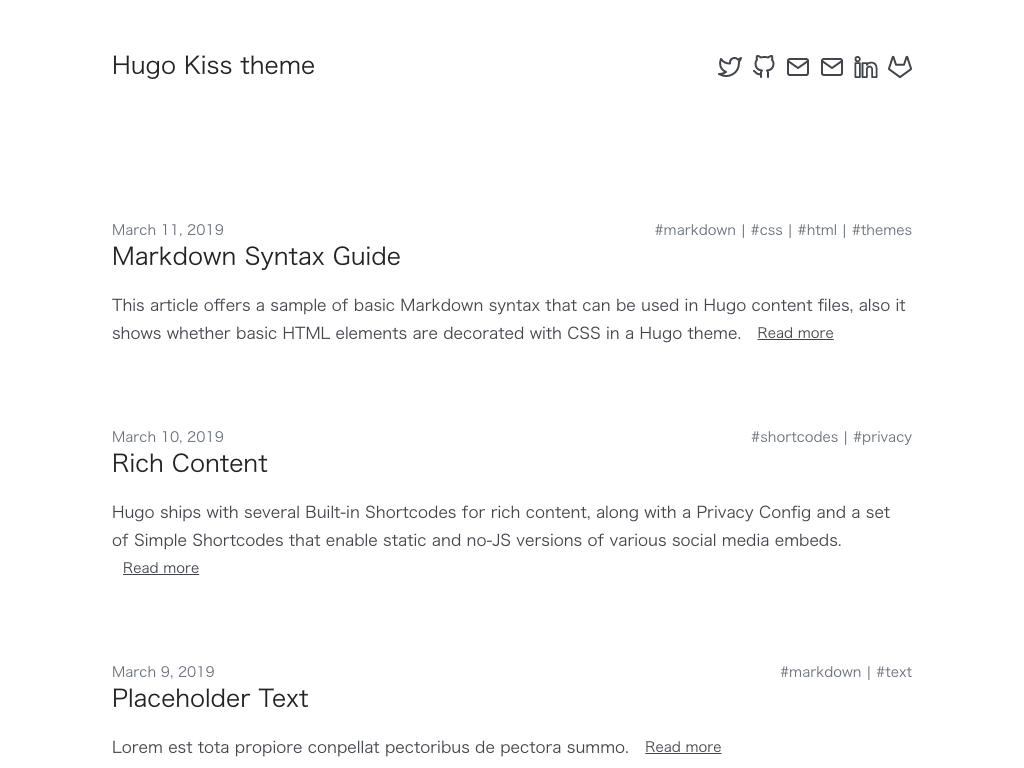 Hugo Kiss theme
March 11, 2019
#markdown | #css | #html | #themes
Markdown Syntax Guide
This article offers a sample of basic Markdown syntax that can be used in Hugo content files, also it
shows whether basic HTML elements are decorated with CSS in a Hugo theme. Read more
March 10, 2019
#shortcodes | #privacy
Rich Content
Hugo ships with several Built-in Shortcodes for rich content, along with a Privacy Config and a set
of Simple Shortcodes that enable static and no-JS versions of various social media embeds.
Read more
March 9, 2019
#markdown | #text
Placeholder Text
Lorem est tota propiore conpellat pectoribus de pectora summo. Read more